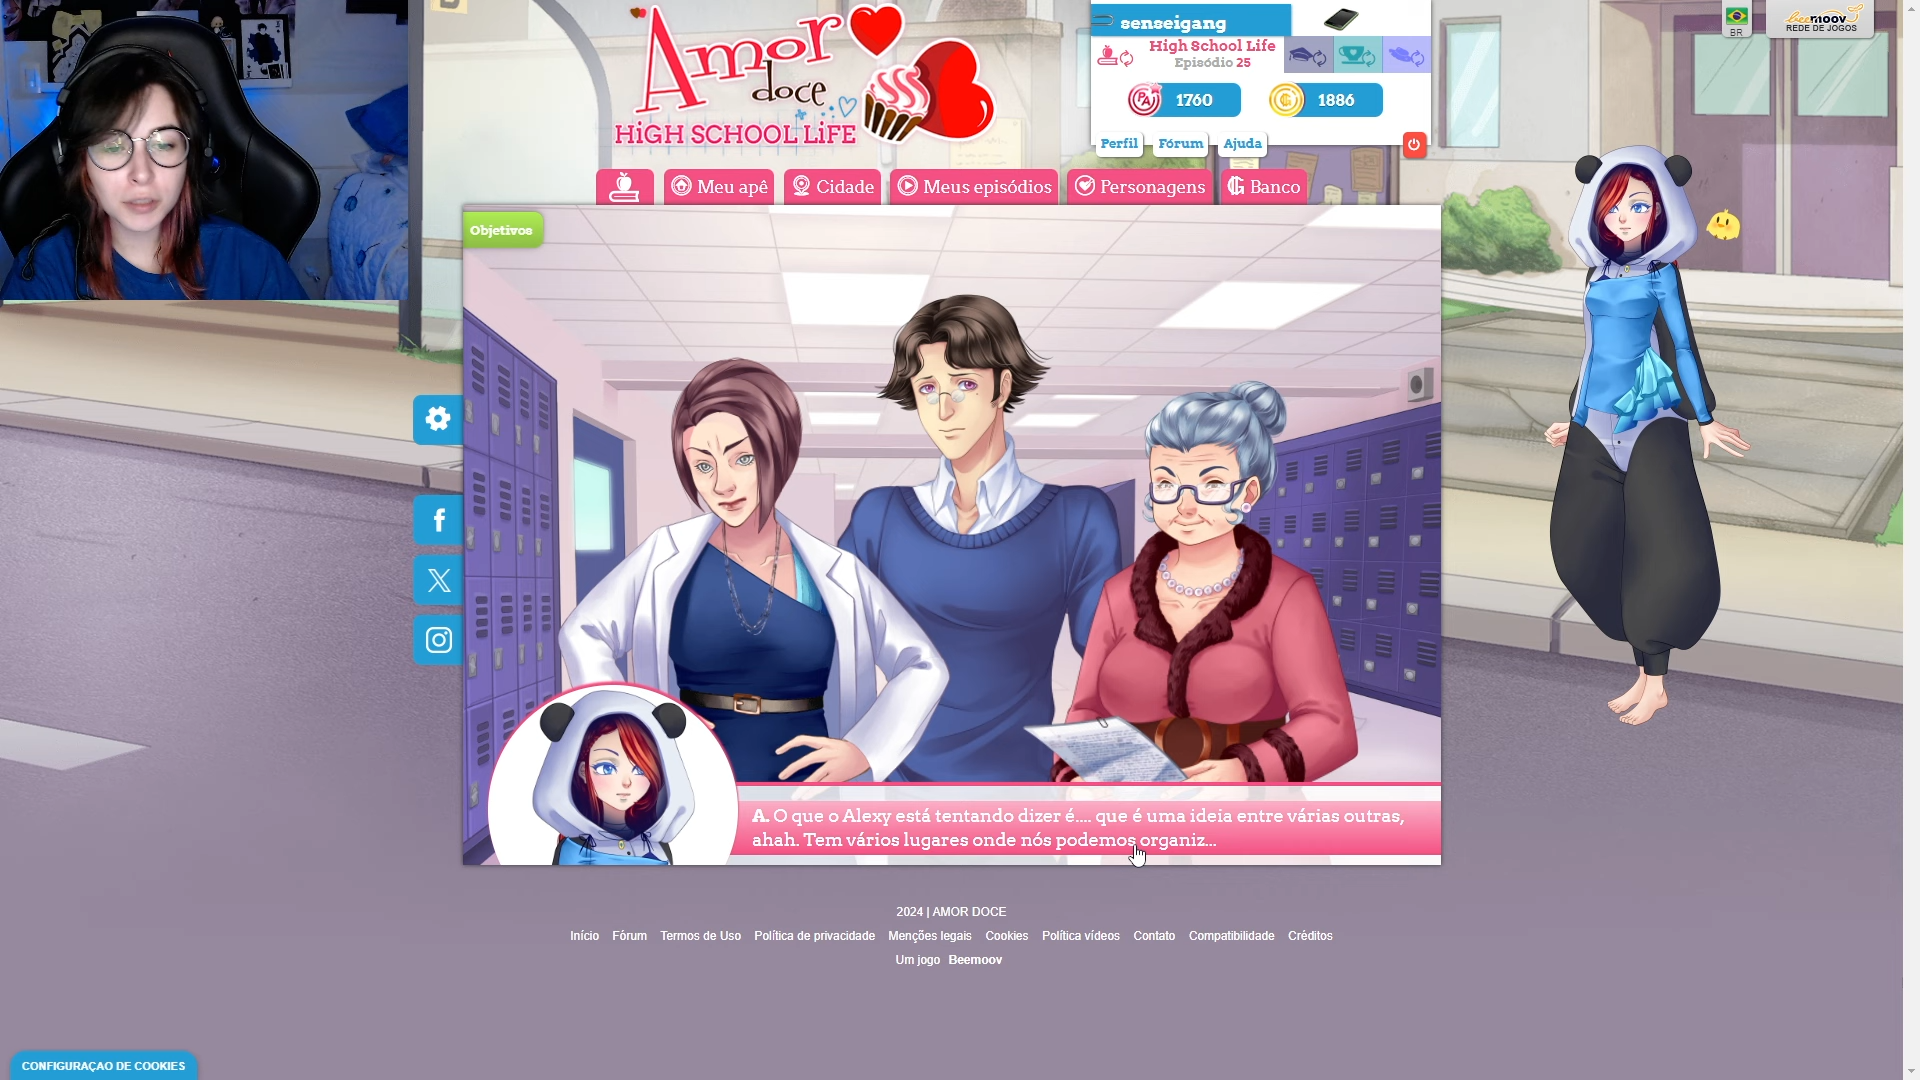 Amor
doce
HIGH SCHOOL LIFE
senseigang
High School Life
Episódio 25
1760
1886
Perfil
Fórum
Ajuda
BR
beemoov
REDE DE JOGOS
Meu apê
Cidade
Meus episódios
Personagens
Banco
Objetivos
A. O que o Alexy está tentando dizer é.... que é uma ideia entre várias outras,
ahah. Tem vários lugares onde nós podemos organiz...
2024 | AMOR DOCE
Início Fórum Termos de Uso Política de privacidade Menções legais Cookies Política vídeos Contato Compatibilidade Créditos
Um jogo Beemoov
CONFIGURAÇAO DE COOKIES